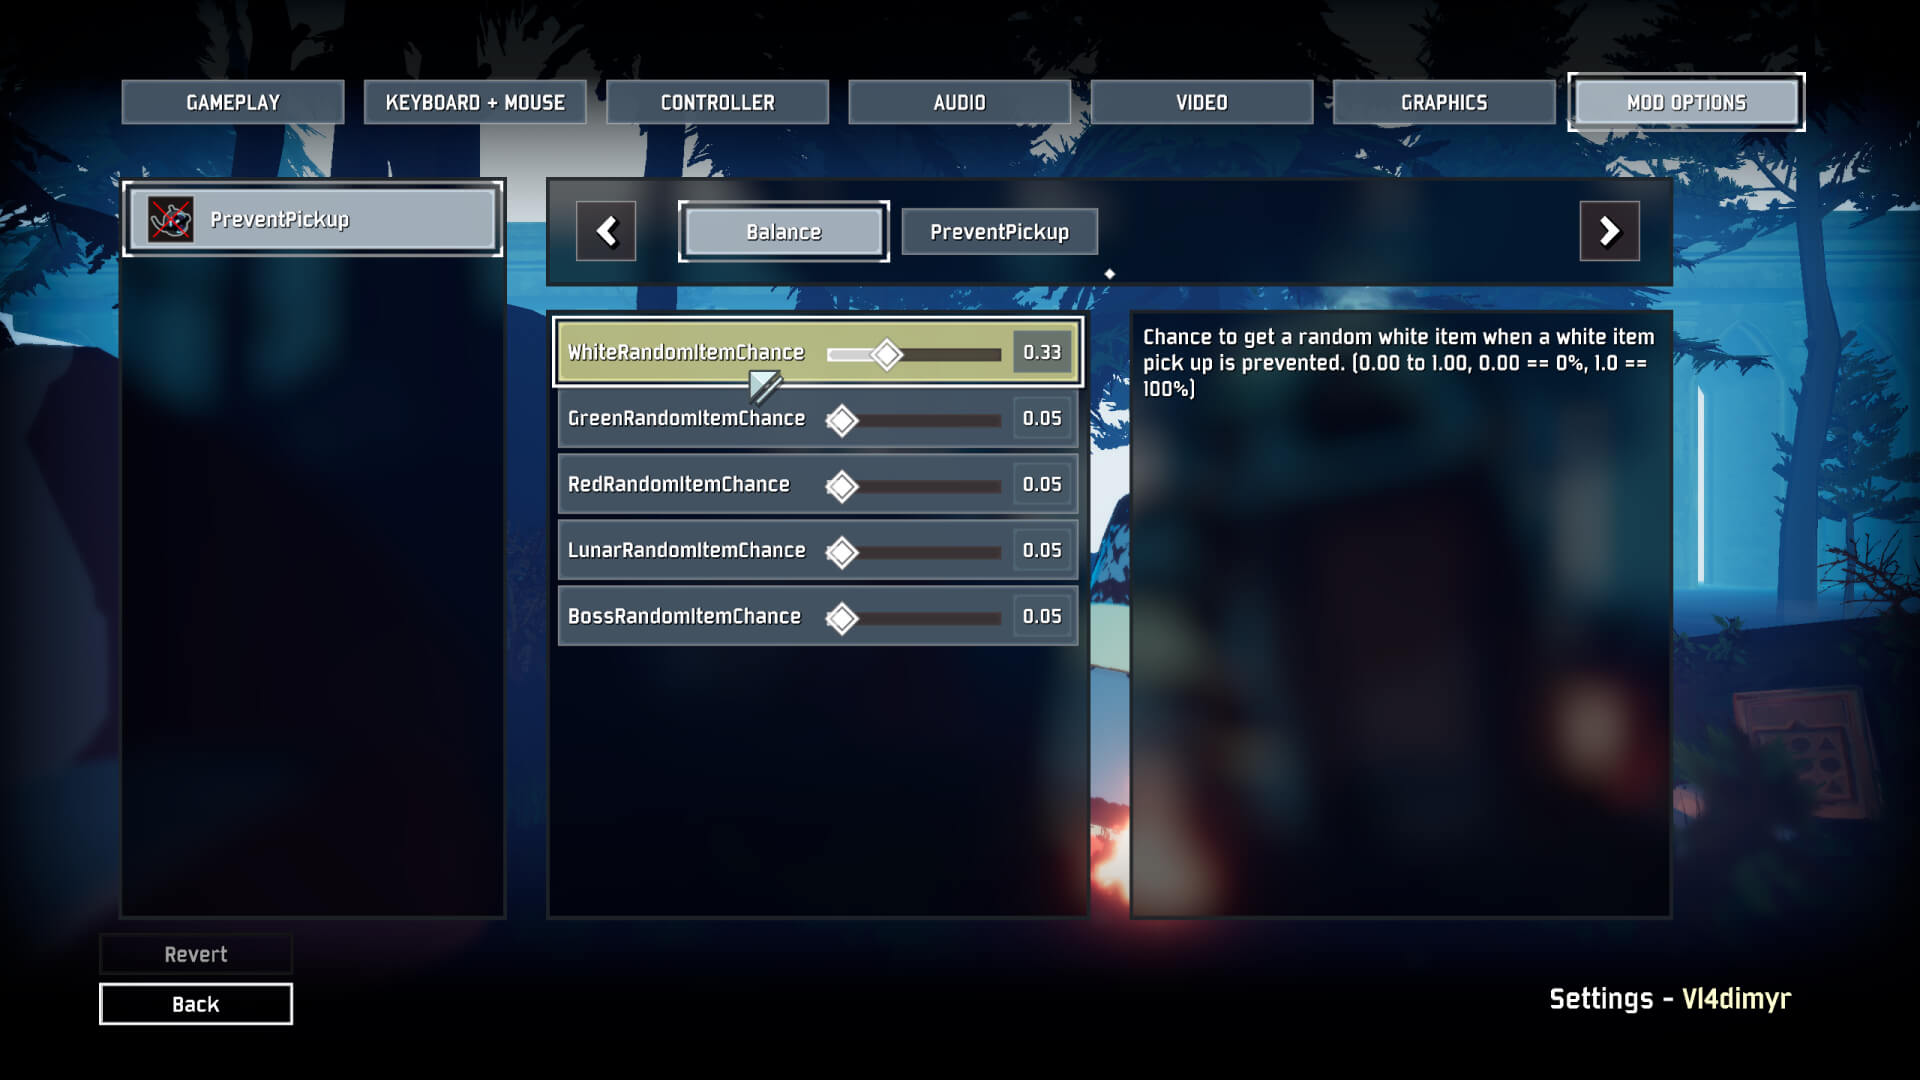 GAMEPLAY
KEYBOARD + MOUSE
CONTROLLER
AUDIO
VIDEO
GRAPHICS
MOD OPTIONS
PreventPickup
Balance
PreventPickup
WhiteRandomItemChance 0.33
GreenRandomItemChance 0.05
RedRandomItemChance 0.05
LunarRandomItemChance 0.05
BossRandomItemChance 0.05
Chance to get a random white item when a white item
pick up is prevented. (0.00 to 1.00, 0.00 == 0%, 1.0 ==
100%)
Revert
Back
Settings - Vl4dimyr